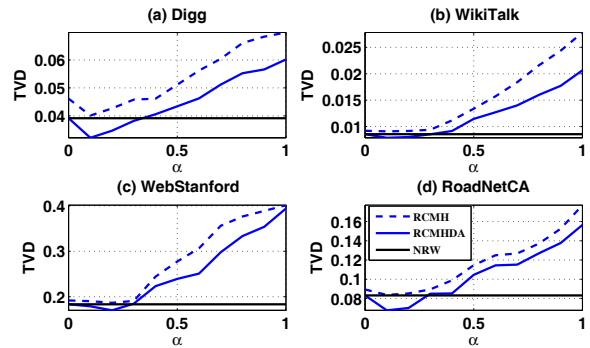 (a) Digg
TVD
0.06
0.05
0.04
0
0.5
1
α
(b) WikiTalk
TVD
0.025
0.02
0.015
0.01
0
0.5
1
α
(c) WebStanford
TVD
0.4
0.3
0.2
0
0.5
1
α
(d) RoadNetCA
TVD
0.16
0.14
0.12
0.1
0.08
0
0.5
1
α
RCMH
RCMHDA
NRW